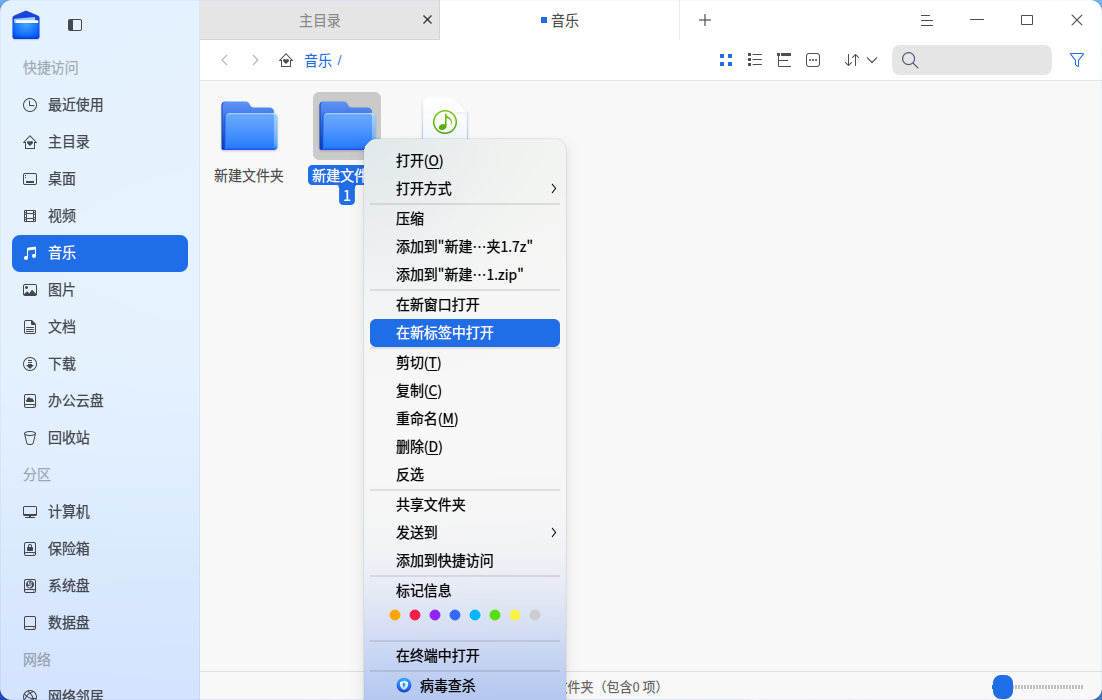 主目录
音乐
音乐 /
快捷访问
最近使用
主目录
桌面
视频
音乐
图片
文档
下载
办公云盘
回收站
分区
计算机
保险箱
系统盘
数据盘
网络
网络邻居
新建文件夹
新建文件
1
打开(O)
打开方式
压缩
添加到"新建⋯夹1.7z"
添加到"新建⋯1.zip"
在新窗口打开
在新标签中打开
剪切(T)
复制(C)
重命名(M)
删除(D)
反选
共享文件夹
发送到
添加到快捷访问
标记信息
在终端中打开
病毒查杀
件夹（包含0 项）